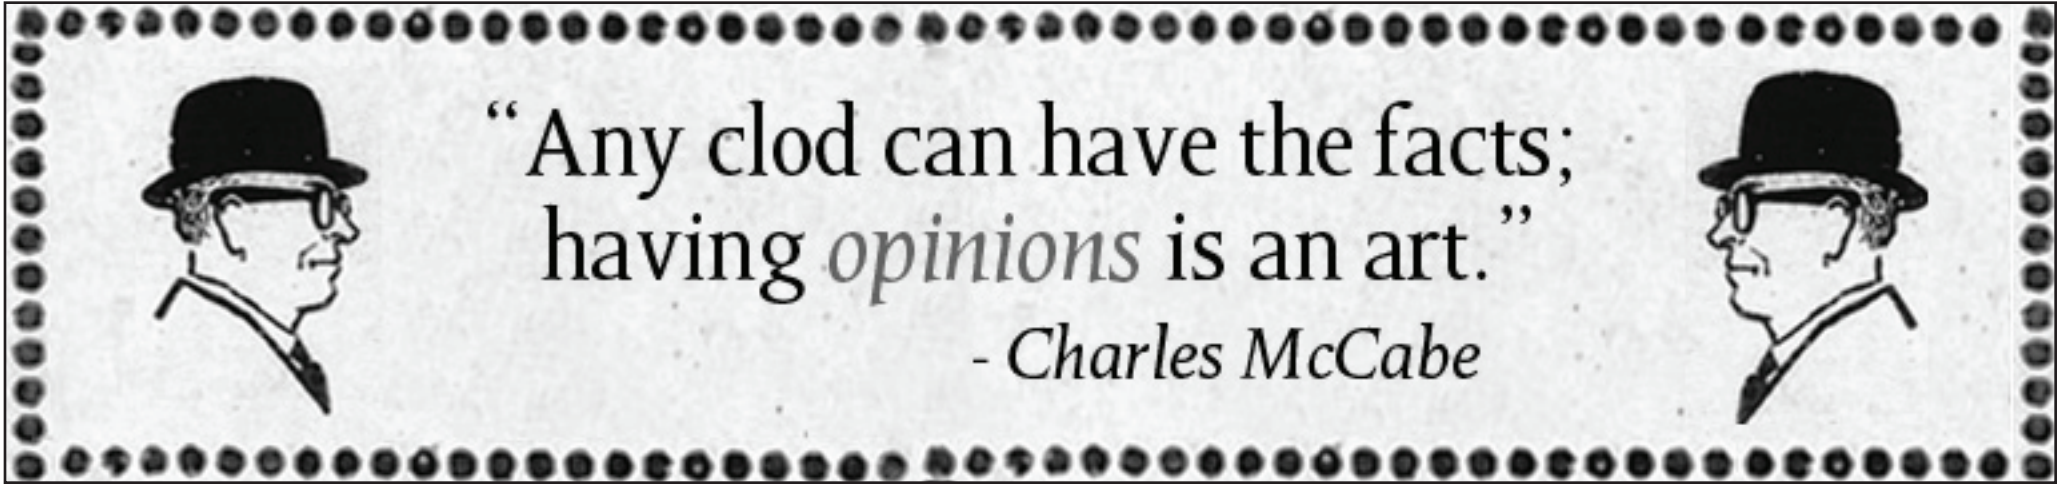 “Any clod can have the facts;
having opinions is an art.”
- Charles McCabe